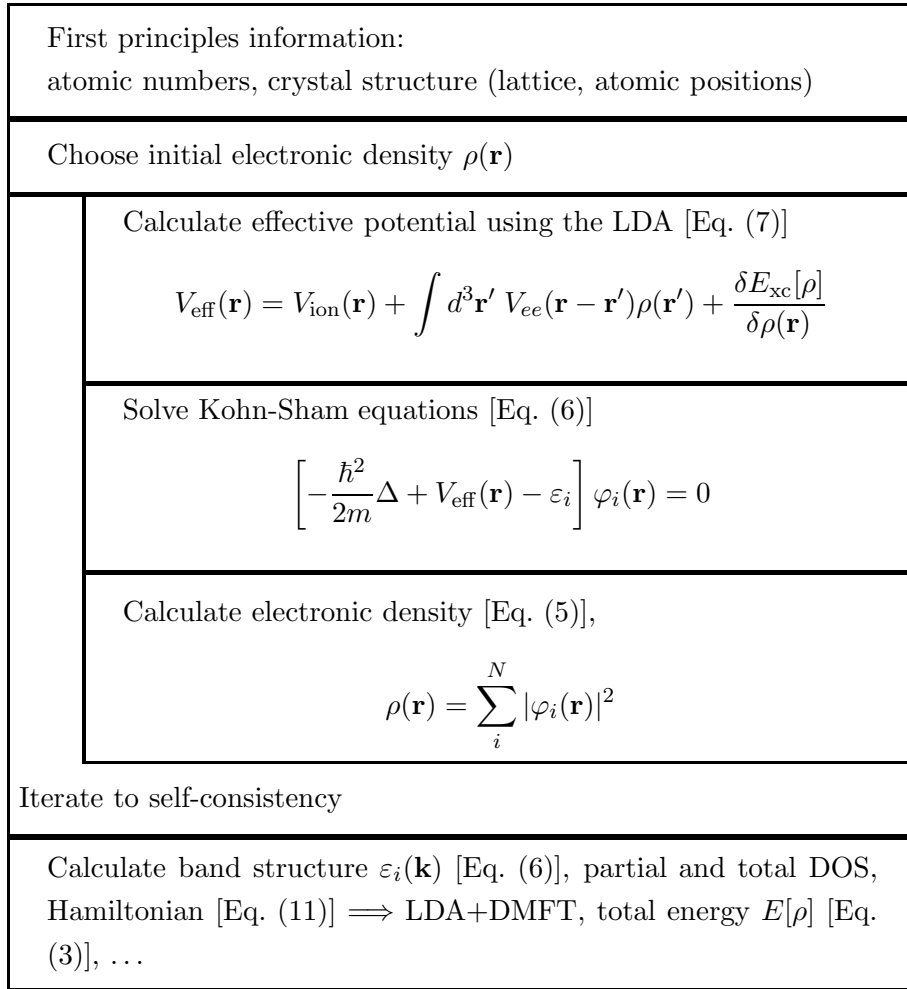 First principles information:
atomic numbers, crystal structure (lattice, atomic positions)
Choose initial electronic density ρ(𝐫)
Calculate effective potential using the LDA [Eq. (7)]
V_eff(𝐫) = V_ion(𝐫) + ∫ d³𝐫′ V_ee(𝐫 − 𝐫′)ρ(𝐫′) + δE_xc[ρ]/δρ(𝐫)
Solve Kohn-Sham equations [Eq. (6)]
[−ħ²/2m Δ + V_eff(𝐫) − ε_i] φ_i(𝐫) = 0
Calculate electronic density [Eq. (5)],
ρ(𝐫) = ∑_i^N |φ_i(𝐫)|²
Iterate to self-consistency
Calculate band structure ε_i(𝐤) [Eq. (6)], partial and total DOS,
Hamiltonian [Eq. (11)] ⟹ LDA+DMFT, total energy E[ρ] [Eq.
(3)], …